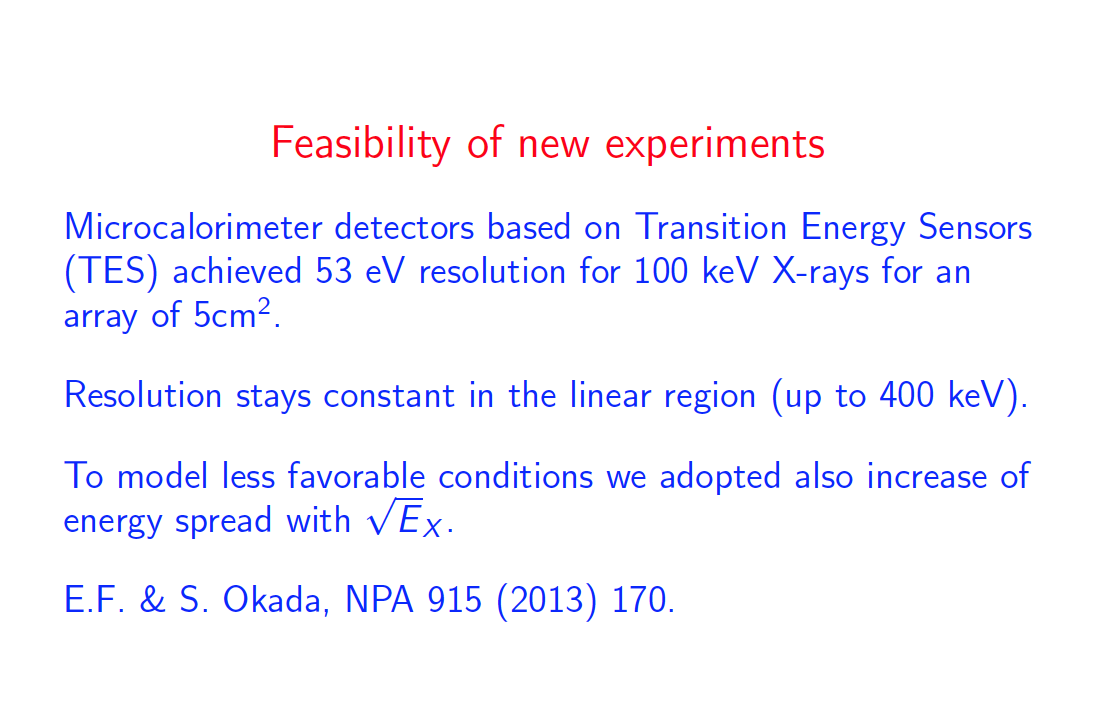 Feasibility of new experiments
Microcalorimeter detectors based on Transition Energy Sensors
(TES) achieved 53 eV resolution for 100 keV X-rays for an
array of 5cm².
Resolution stays constant in the linear region (up to 400 keV).
To model less favorable conditions we adopted also increase of
energy spread with √E_X.
E.F. & S. Okada, NPA 915 (2013) 170.